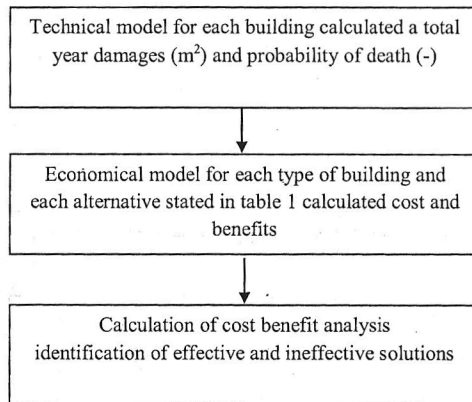 Technical model for each building calculated a total
year damages (m²) and probability of death (-)
Economical model for each type of building and
each alternative stated in table 1 calculated cost and
benefits
Calculation of cost benefit analysis
identification of effective and ineffective solutions